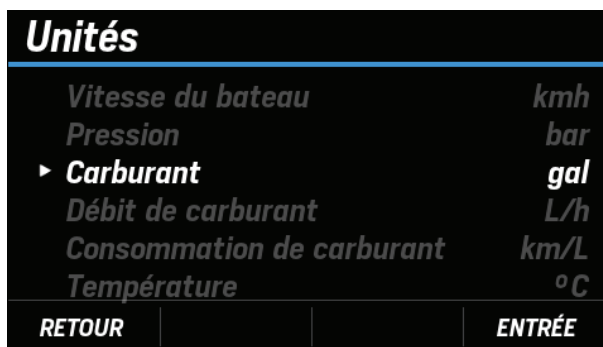 Unités
Vitesse du bateau kmh
Pression bar
Carburant gal
Débit de carburant L/h
Consommation de carburant km/L
Température ºC
RETOUR ENTRÉE